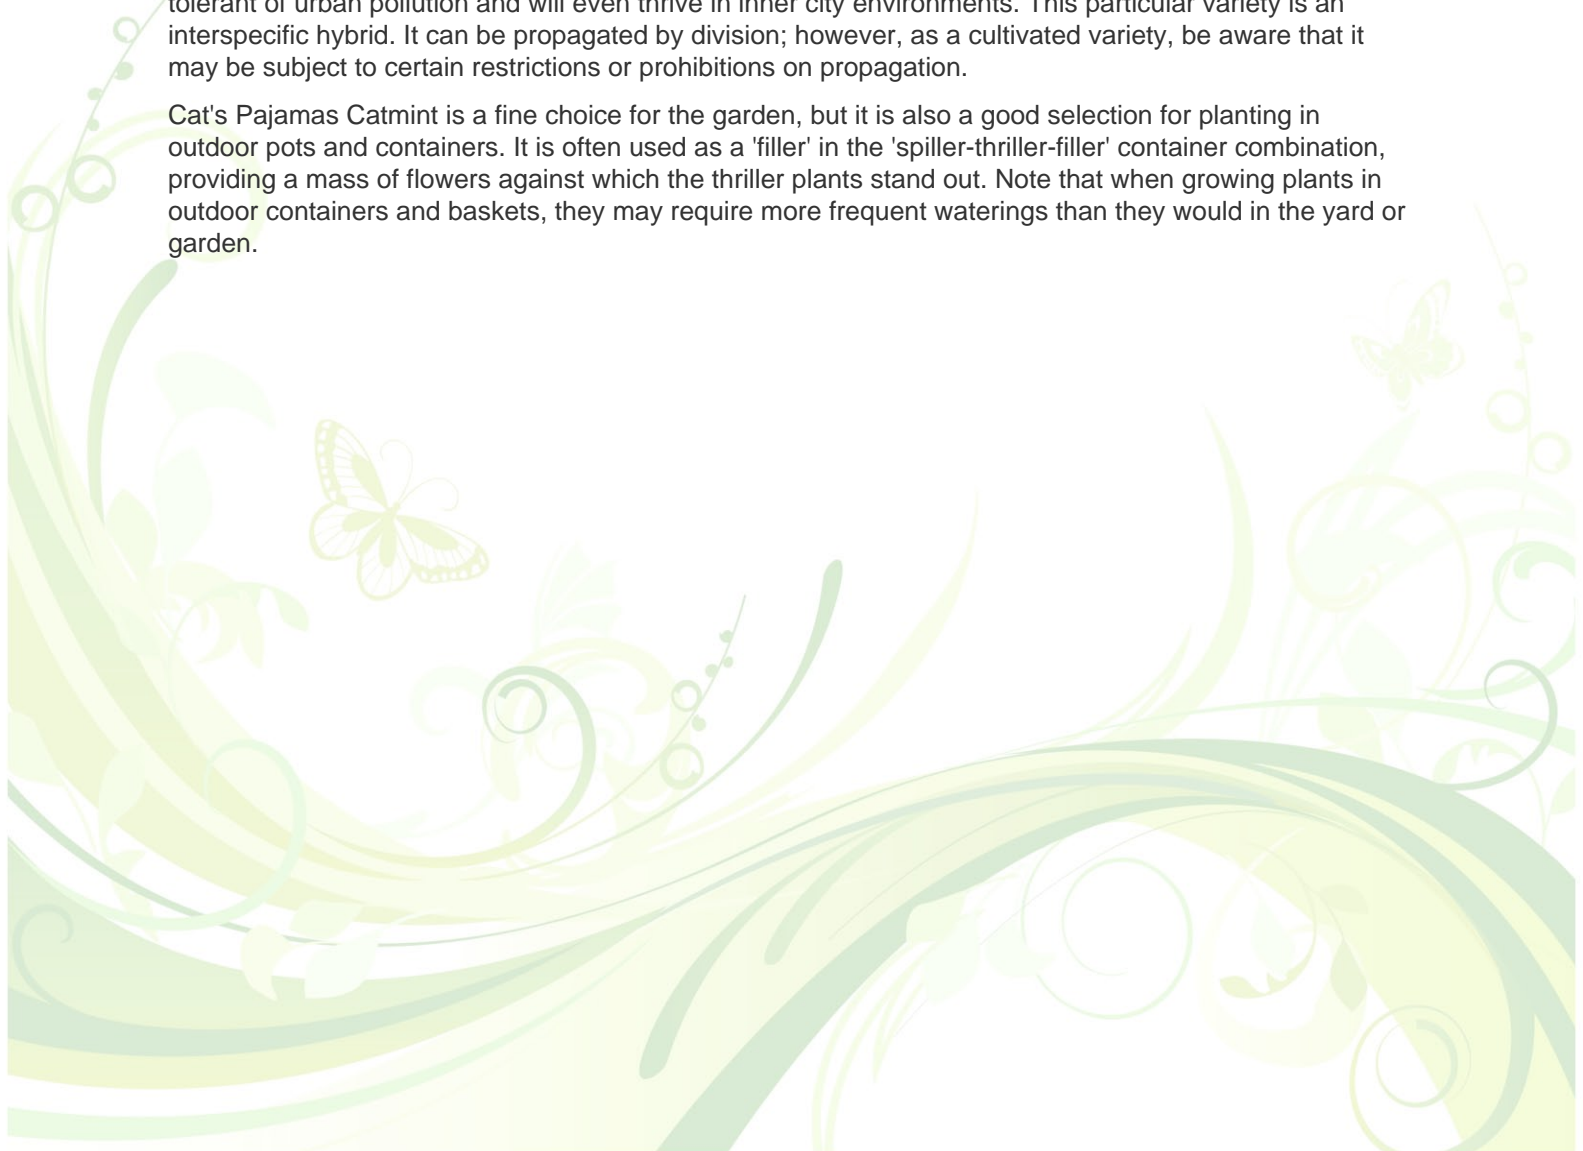 tolerant of urban pollution and will even thrive in inner city environments. This particular variety is an
interspecific hybrid. It can be propagated by division; however, as a cultivated variety, be aware that it
may be subject to certain restrictions or prohibitions on propagation.
Cat's Pajamas Catmint is a fine choice for the garden, but it is also a good selection for planting in
outdoor pots and containers. It is often used as a 'filler' in the 'spiller-thriller-filler' container combination,
providing a mass of flowers against which the thriller plants stand out. Note that when growing plants in
outdoor containers and baskets, they may require more frequent waterings than they would in the yard or
garden.